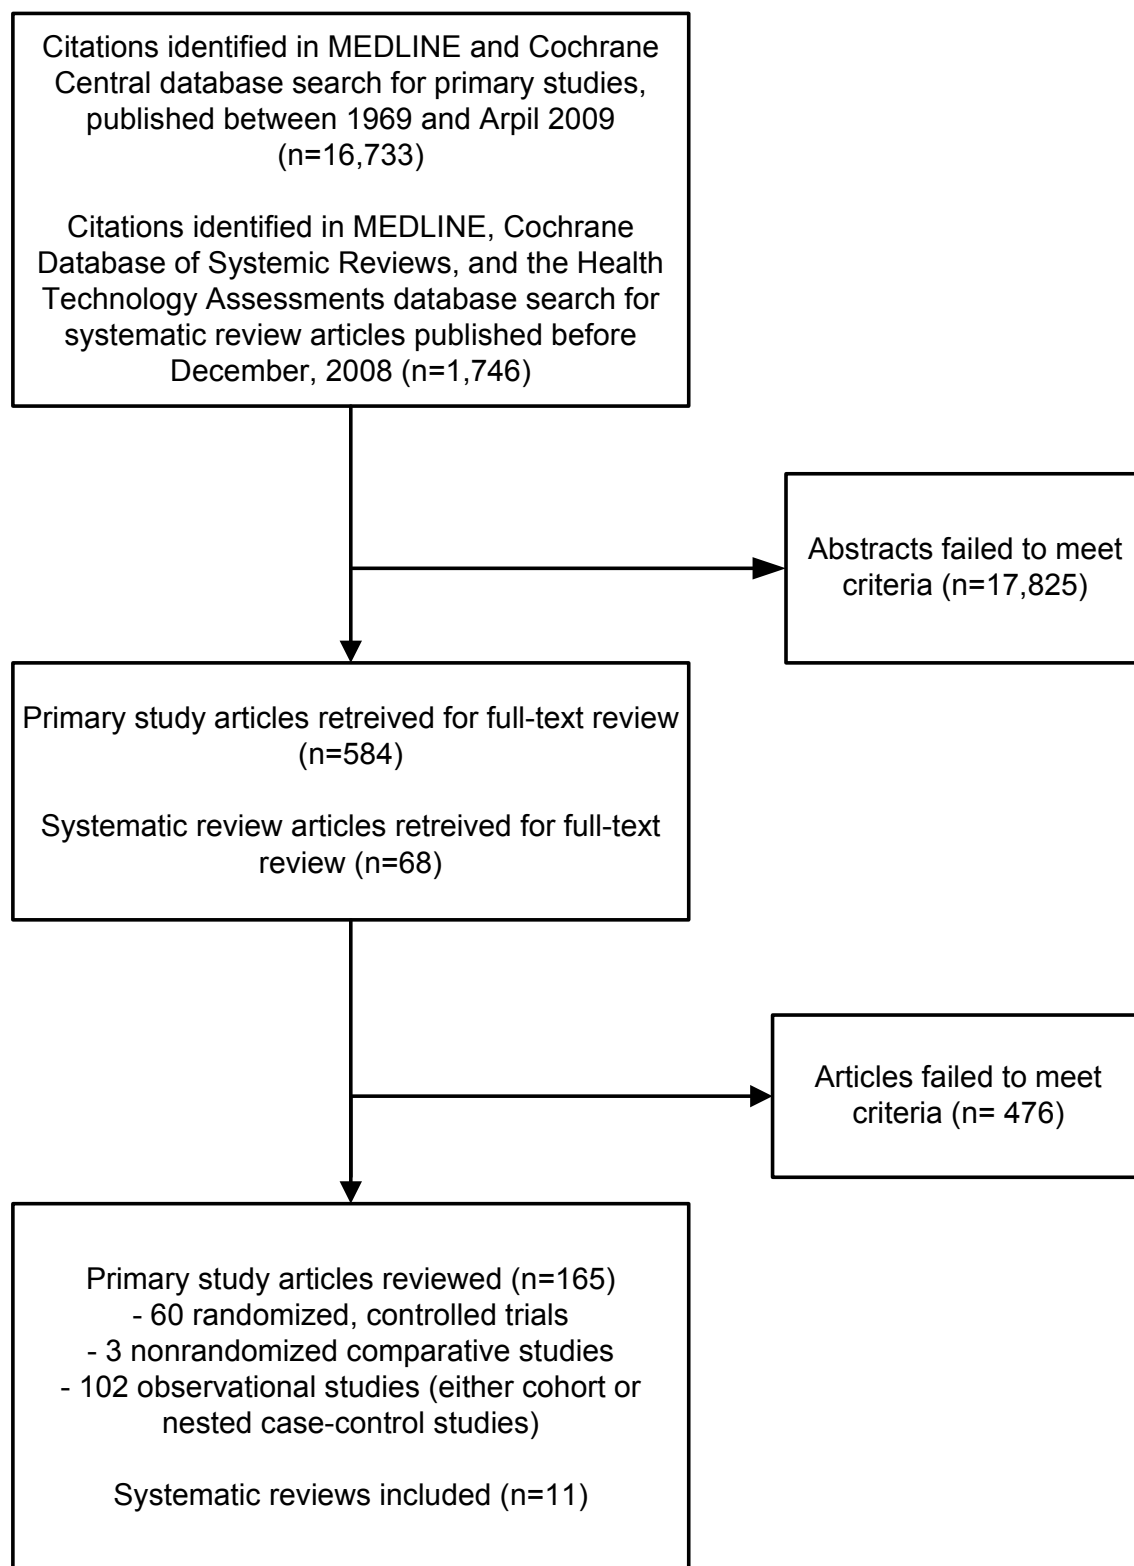 Citations identified in MEDLINE and Cochrane
Central database search for primary studies,
published between 1969 and Arpil 2009
(n=16,733)
Citations identified in MEDLINE, Cochrane
Database of Systemic Reviews, and the Health
Technology Assessments database search for
systematic review articles published before
December, 2008 (n=1,746)
Abstracts failed to meet
criteria (n=17,825)
Primary study articles retreived for full-text review
(n=584)
Systematic review articles retreived for full-text
review (n=68)
Articles failed to meet
criteria (n= 476)
Primary study articles reviewed (n=165)
- 60 randomized, controlled trials
- 3 nonrandomized comparative studies
- 102 observational studies (either cohort or
nested case-control studies)
Systematic reviews included (n=11)